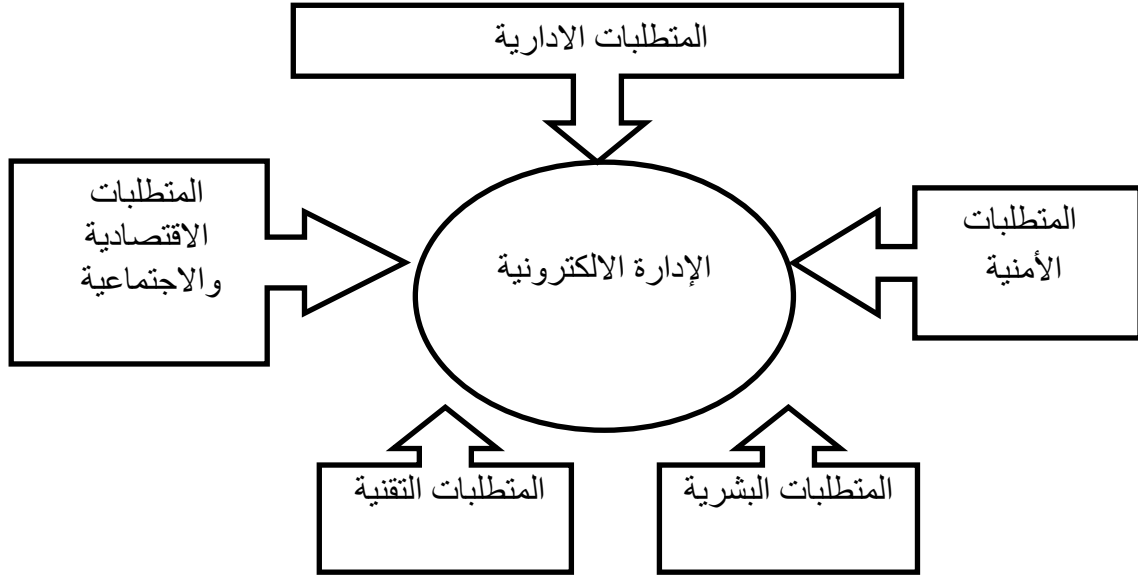 المتطلبات الادارية
المتطلبات
الأمنية
الإدارة الالكترونية
المتطلبات
الاقتصادية
والاجتماعية
المتطلبات البشرية
المتطلبات التقنية